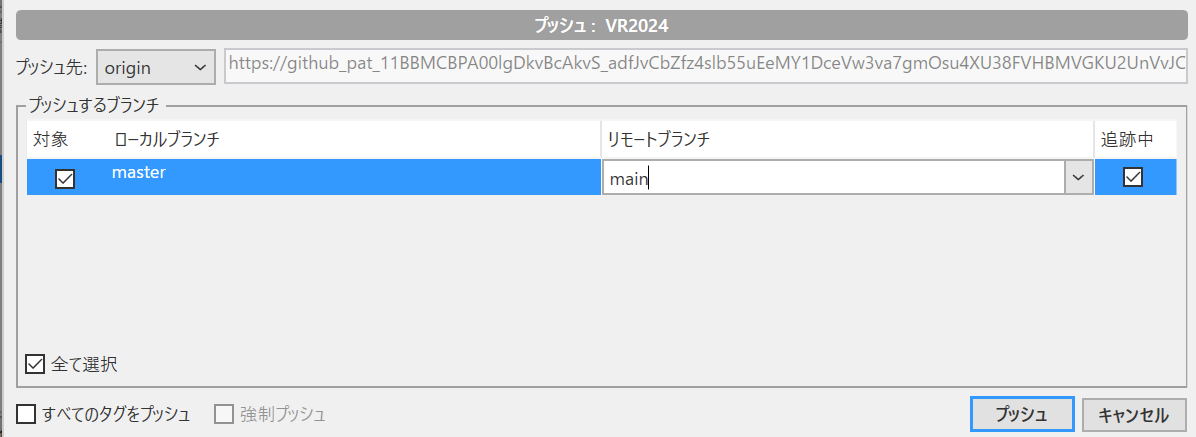 プッシュ： VR2024
プッシュ先: origin https://github_pat_11BBMCBPA00lgDkvBcAkvS_adfJvCbZfz4slb55uEeMY1DceVw3va7gmOsu4XU38FVHBMVGKU2UnVvJC
プッシュするブランチ
対象 ローカルブランチ リモートブランチ 追跡中
master main
全て選択
すべてのタグをプッシュ 強制プッシュ プッシュ キャンセル